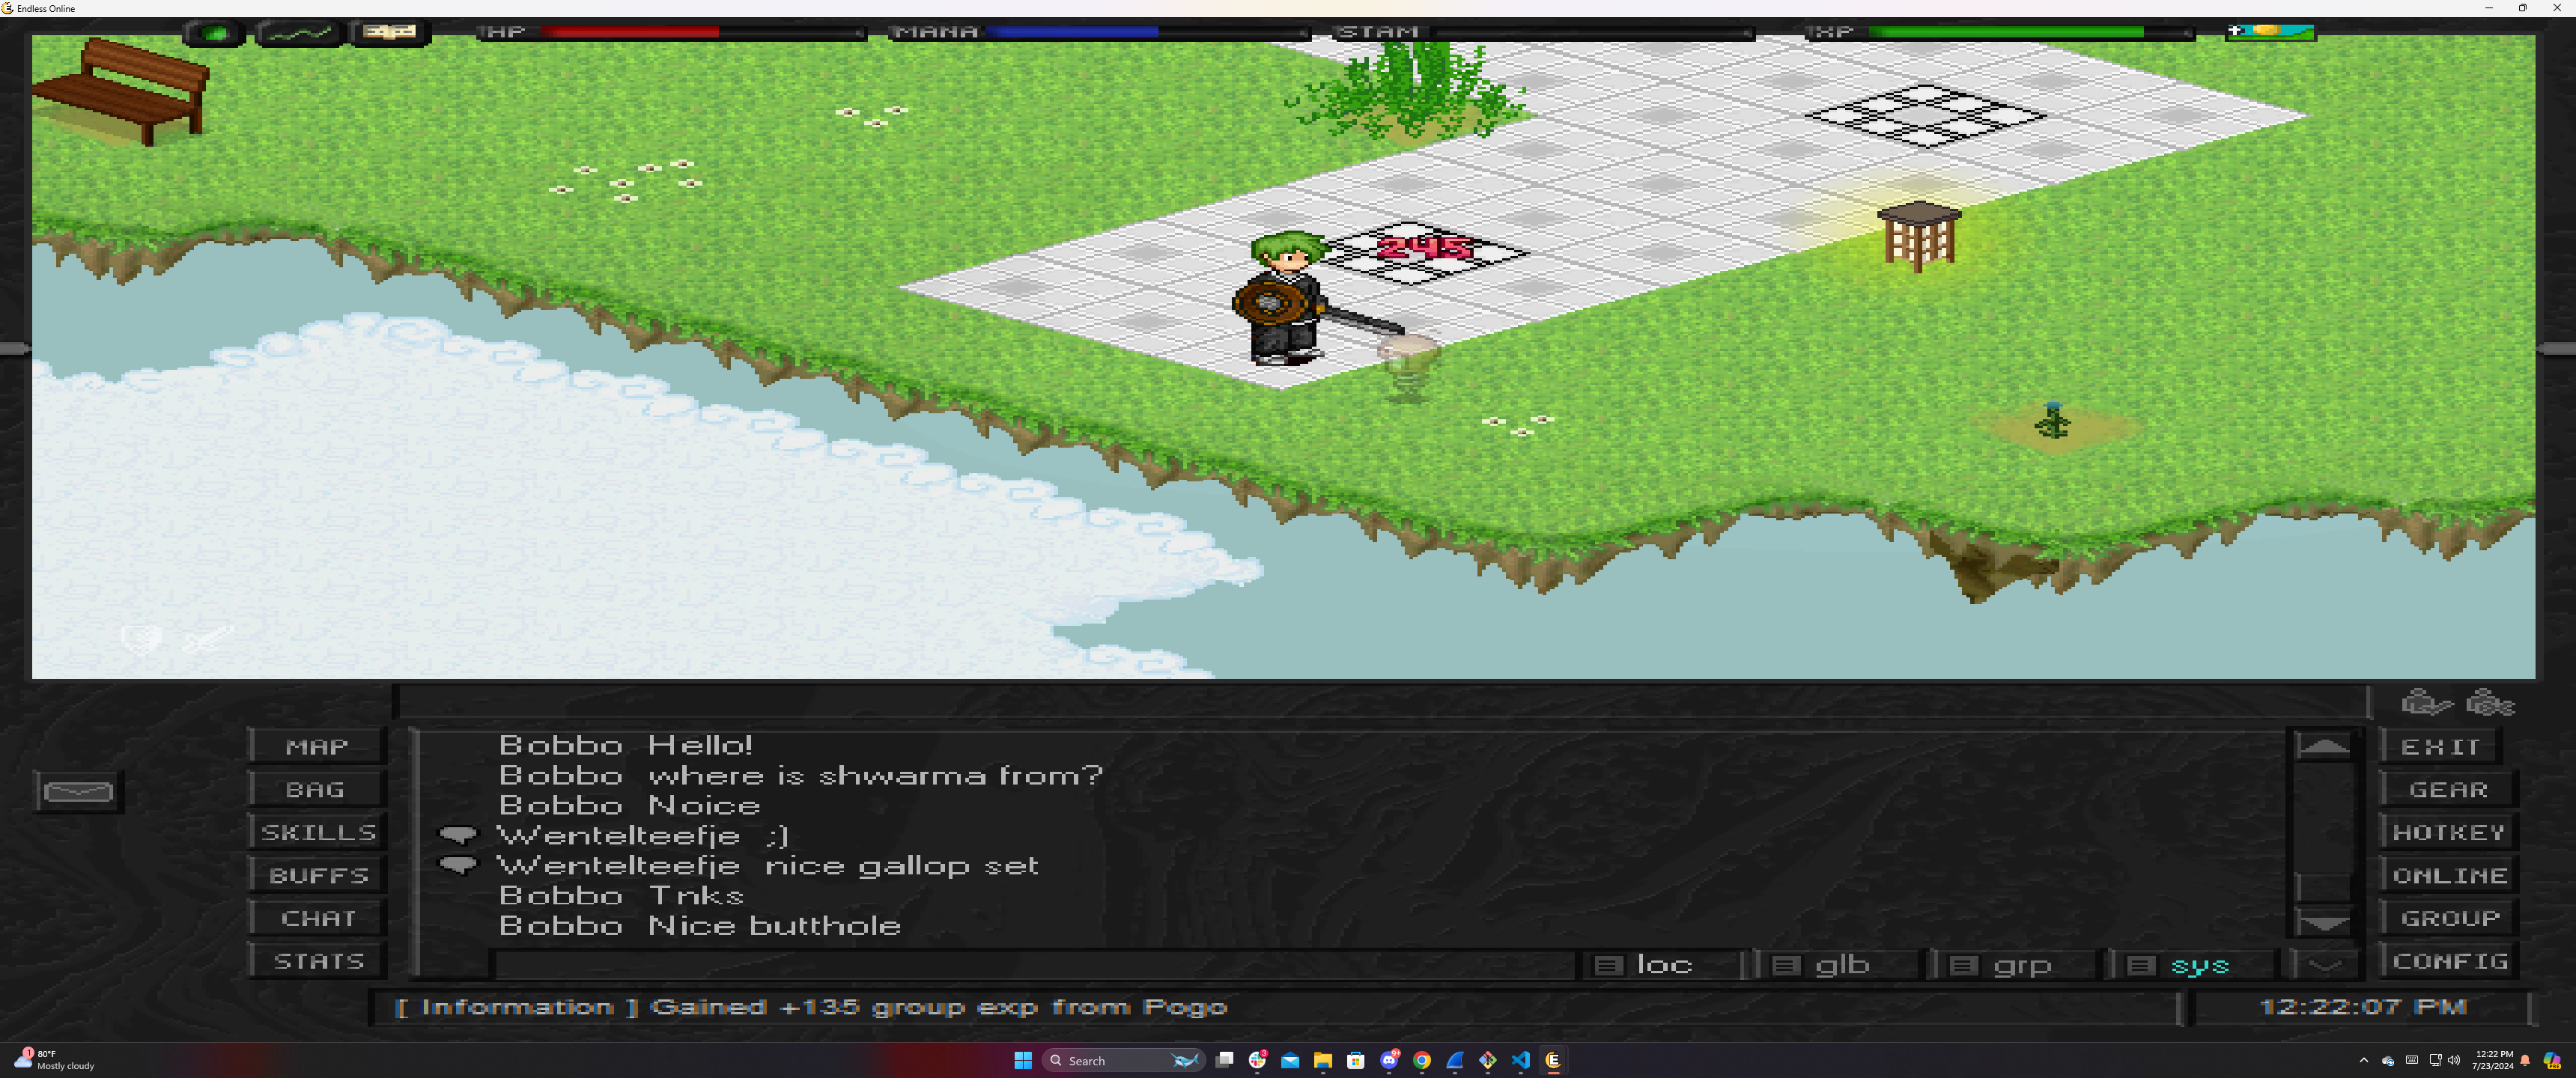 Endless Online
HP
MANA
STAM
XP
245
MAP
BAG
SKILLS
BUFFS
CHAT
STATS
Bobbo Hello!
Bobbo where is shwarma from?
Bobbo Noice
Wentelteefje ;)
Wentelteefje nice gallop set
Bobbo Tnks
Bobbo Nice butthole
EXIT
GEAR
HOTKEY
ONLINE
GROUP
CONFIG
loc glb grp sys
[ Information ] Gained +135 group exp from Pogo
12:22:07 PM
1
80°F
Mostly cloudy
Search
3
9+
12:22 PM
7/23/2024